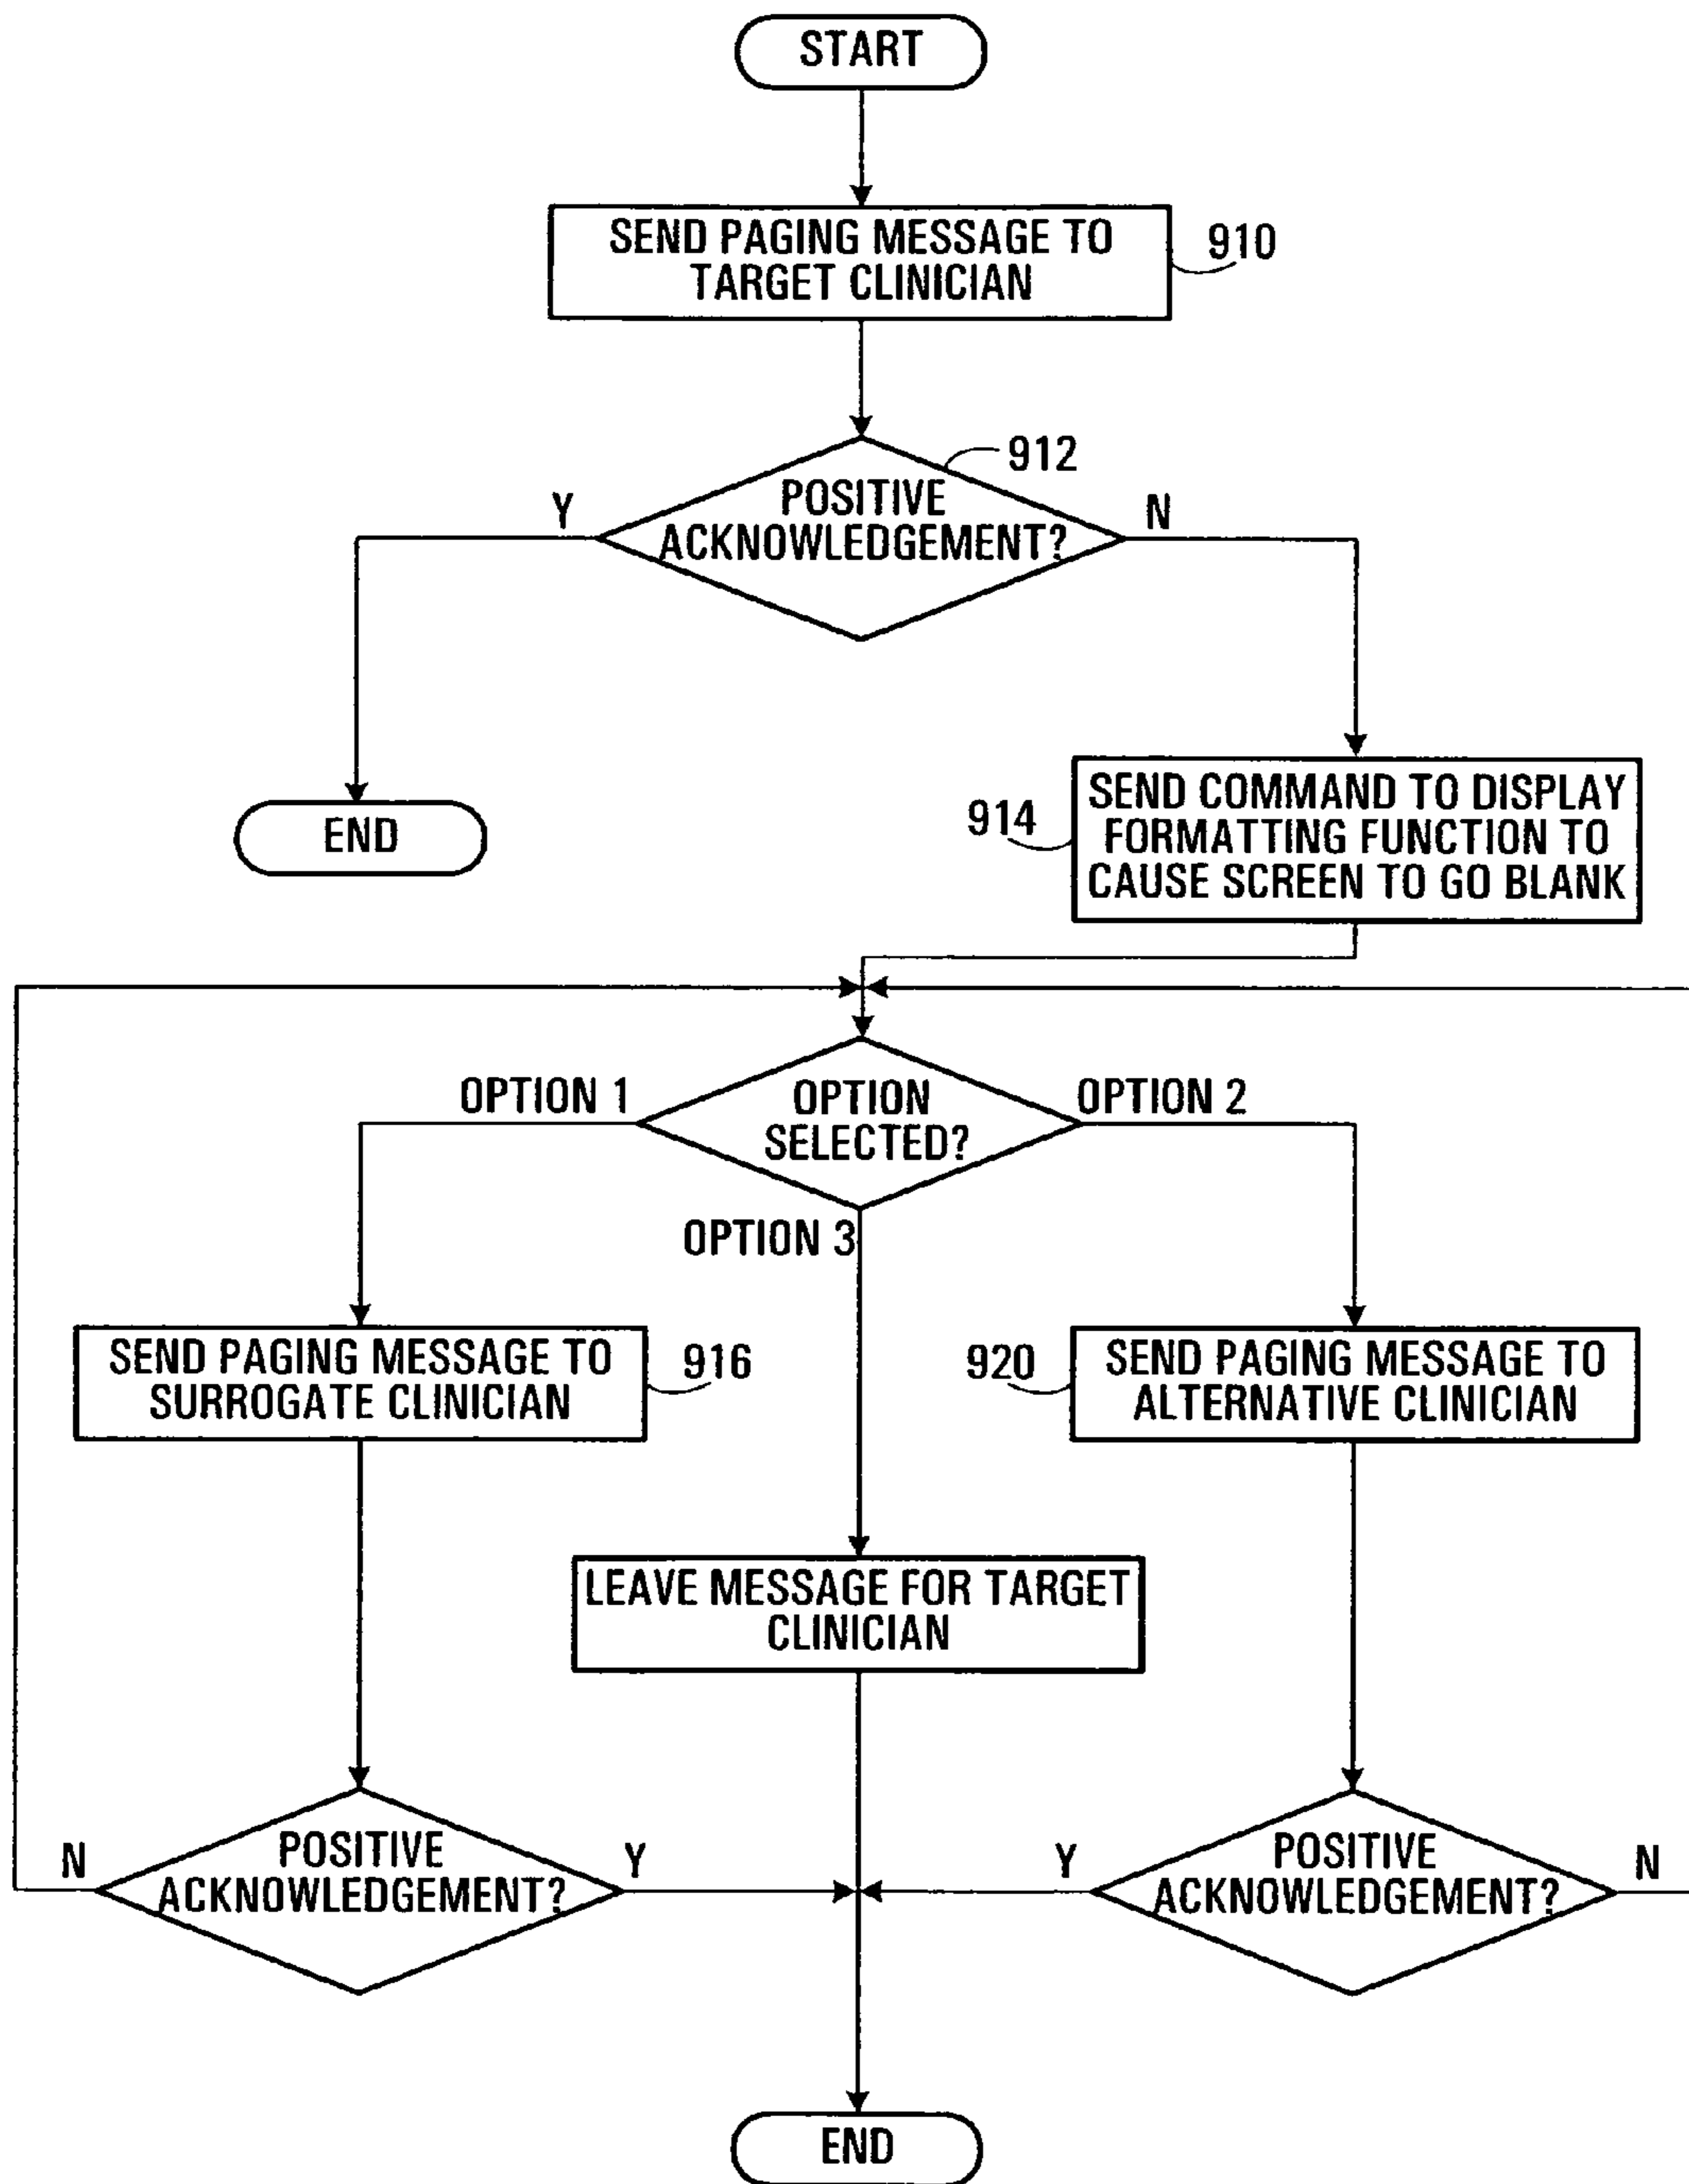 START
SEND PAGING MESSAGE TO
TARGET CLINICIAN
910
912
POSITIVE
ACKNOWLEDGEMENT?
Y
N
SEND COMMAND TO DISPLAY
FORMATTING FUNCTION TO
CAUSE SCREEN TO GO BLANK
914
END
OPTION 1
OPTION
SELECTED?
OPTION 2
OPTION 3
SEND PAGING MESSAGE TO
SURROGATE CLINICIAN
916
920
SEND PAGING MESSAGE TO
ALTERNATIVE CLINICIAN
LEAVE MESSAGE FOR TARGET
CLINICIAN
N
POSITIVE
ACKNOWLEDGEMENT?
Y
Y
POSITIVE
ACKNOWLEDGEMENT?
N
END